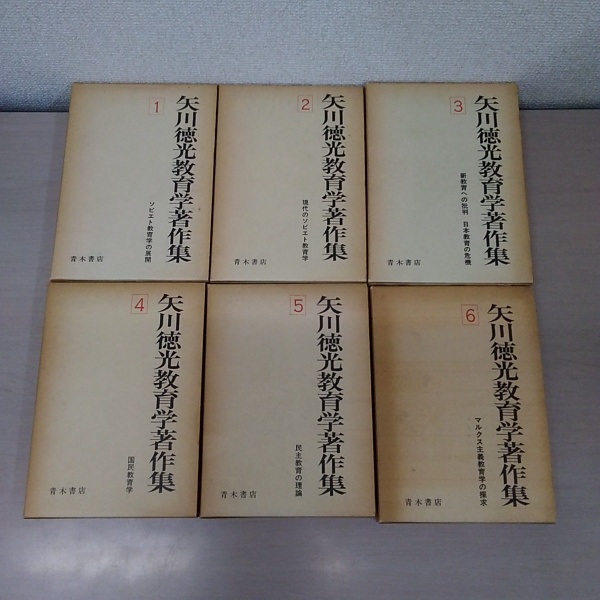 1
矢川徳光教育学著作集
ソビエト教育学の展開
青木書店
2
矢川徳光教育学著作集
現代のソビエト教育学
青木書店
3
矢川徳光教育学著作集
新教育への批判 日本教育の危機
青木書店
4
矢川徳光教育学著作集
国民教育学
青木書店
5
矢川徳光教育学著作集
民主教育の理論
青木書店
6
矢川徳光教育学著作集
マルクス主義教育学の探求
青木書店